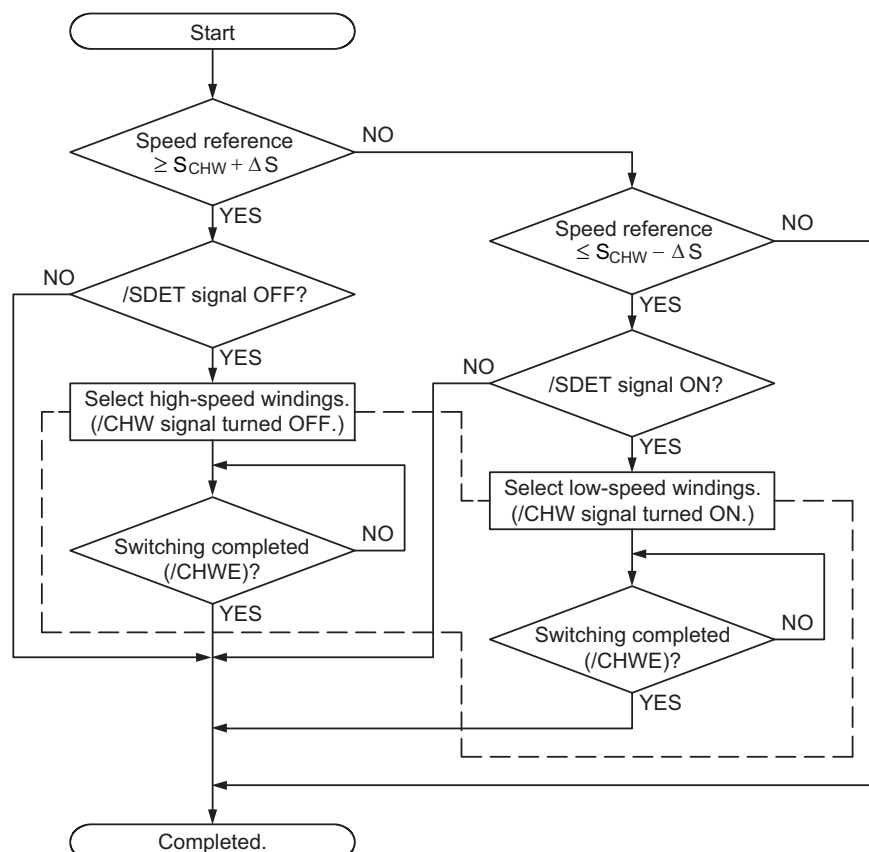 Start
Speed reference
≥ SCHW + ΔS
NO
YES
Speed reference
≤ SCHW − ΔS
NO
YES
/SDET signal OFF?
NO
YES
/SDET signal ON?
NO
YES
Select high-speed windings.
(/CHW signal turned OFF.)
Select low-speed windings.
(/CHW signal turned ON.)
Switching completed
(/CHWE)?
NO
YES
Switching completed
(/CHWE)?
NO
YES
Completed.